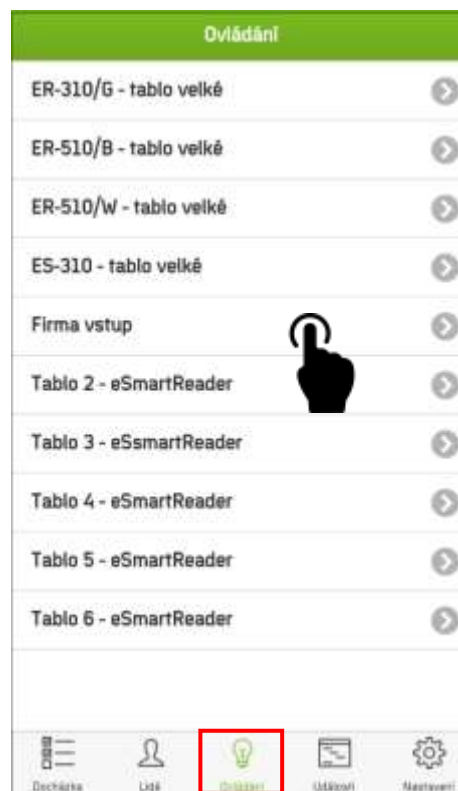 Ovládání
ER-310/G - tablo velké
ER-510/B - tablo velké
ER-510/W - tablo velké
ES-310 - tablo velké
Firma vstup
Tablo 2 - eSmartReader
Tablo 3 - eSsmartReader
Tablo 4 - eSmartReader
Tablo 5 - eSmartReader
Tablo 6 - eSmartReader
Docházka Lidé Ovládání Události Nastavení